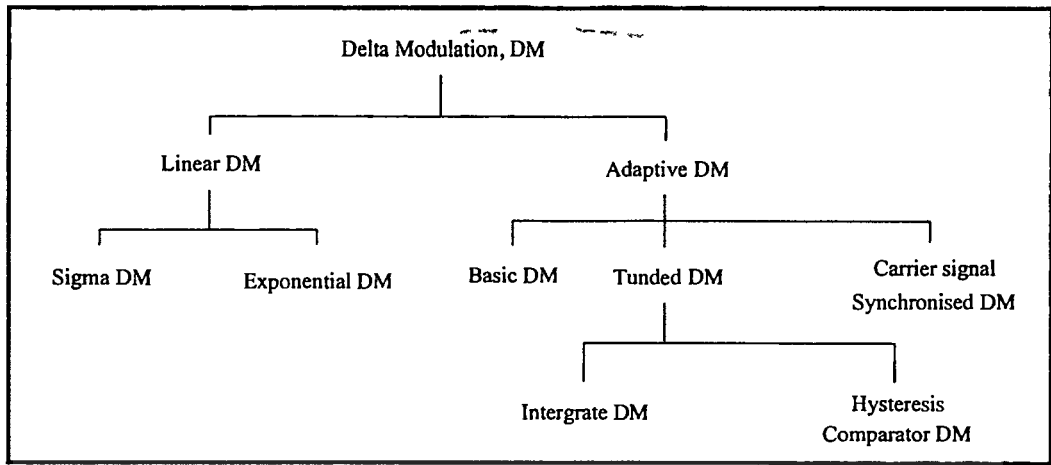 Delta Modulation, DM
Linear DM
Adaptive DM
Sigma DM
Exponential DM
Basic DM
Tunded DM
Carrier signal
Synchronised DM
Intergrate DM
Hysteresis
Comparator DM